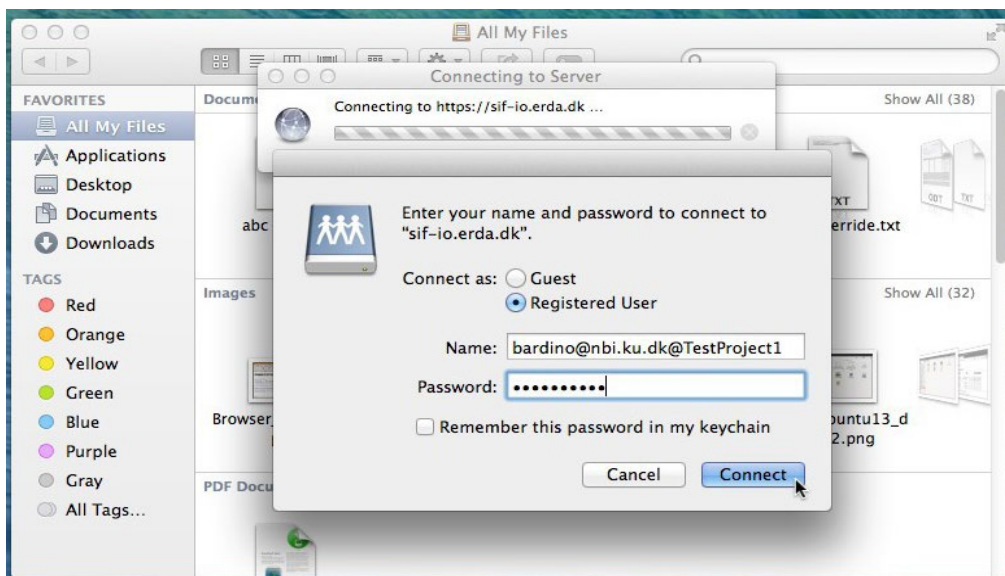 All My Files
Connecting to Server
Connecting to https://sif-io.erda.dk ...
FAVORITES
All My Files
Applications
Desktop
Documents
Downloads
TAGS
Red
Orange
Yellow
Green
Blue
Purple
Gray
All Tags...
Docume
Show All (38)
abc
TXT
erride.txt
ODT
TXT
Images
Show All (32)
Browser_
buntu13_d
2.png
PDF Docu
Enter your name and password to connect to
"sif-io.erda.dk".
Connect as:
Guest
Registered User
Name: bardino@nbi.ku.dk@TestProject1
Password: ••••••••••
Remember this password in my keychain
Cancel
Connect